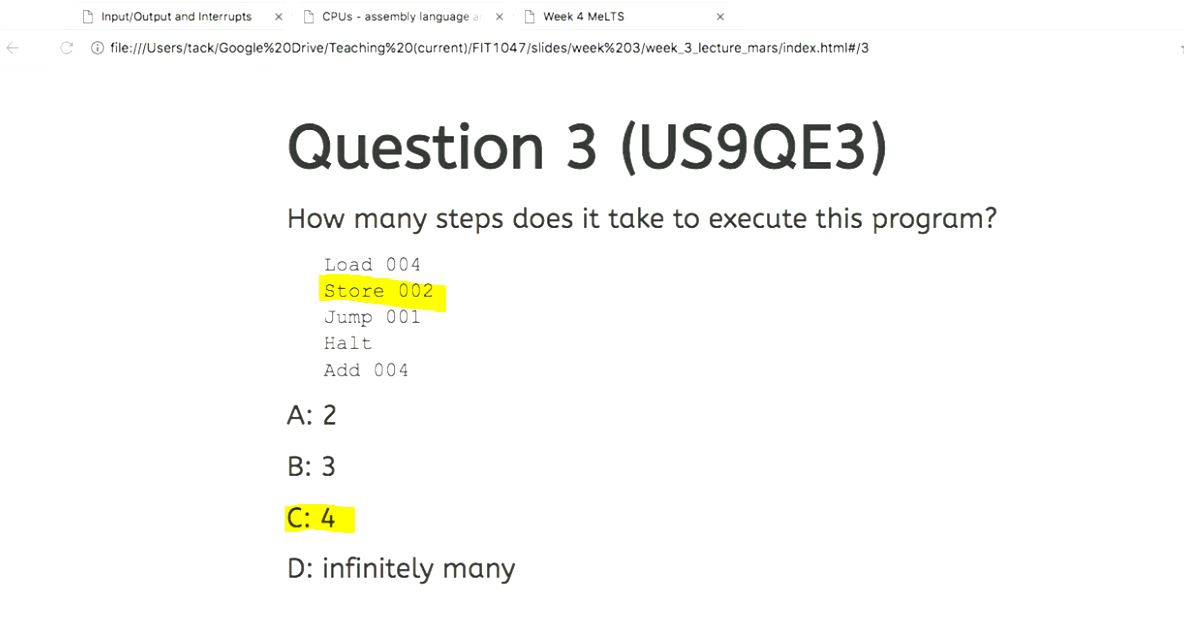 Input/Output and Interrupts
CPUs - assembly language a
Week 4 MeLTS
file:///Users/tack/Google%20Drive/Teaching%20(current)/FIT1047/slides/week%203/week_3_lecture_mars/index.html#/3
Question 3 (US9QE3)
How many steps does it take to execute this program?
Load 004
Store 002
Jump 001
Halt
Add 004
A: 2
B: 3
C: 4
D: infinitely many